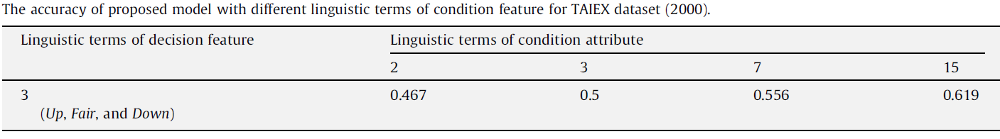 The accuracy of proposed model with different linguistic terms of condition feature for TAIEX dataset (2000).
Linguistic terms of decision feature Linguistic terms of condition attribute
2 3 7 15
3 0.467 0.5 0.556 0.619
(Up, Fair, and Down)